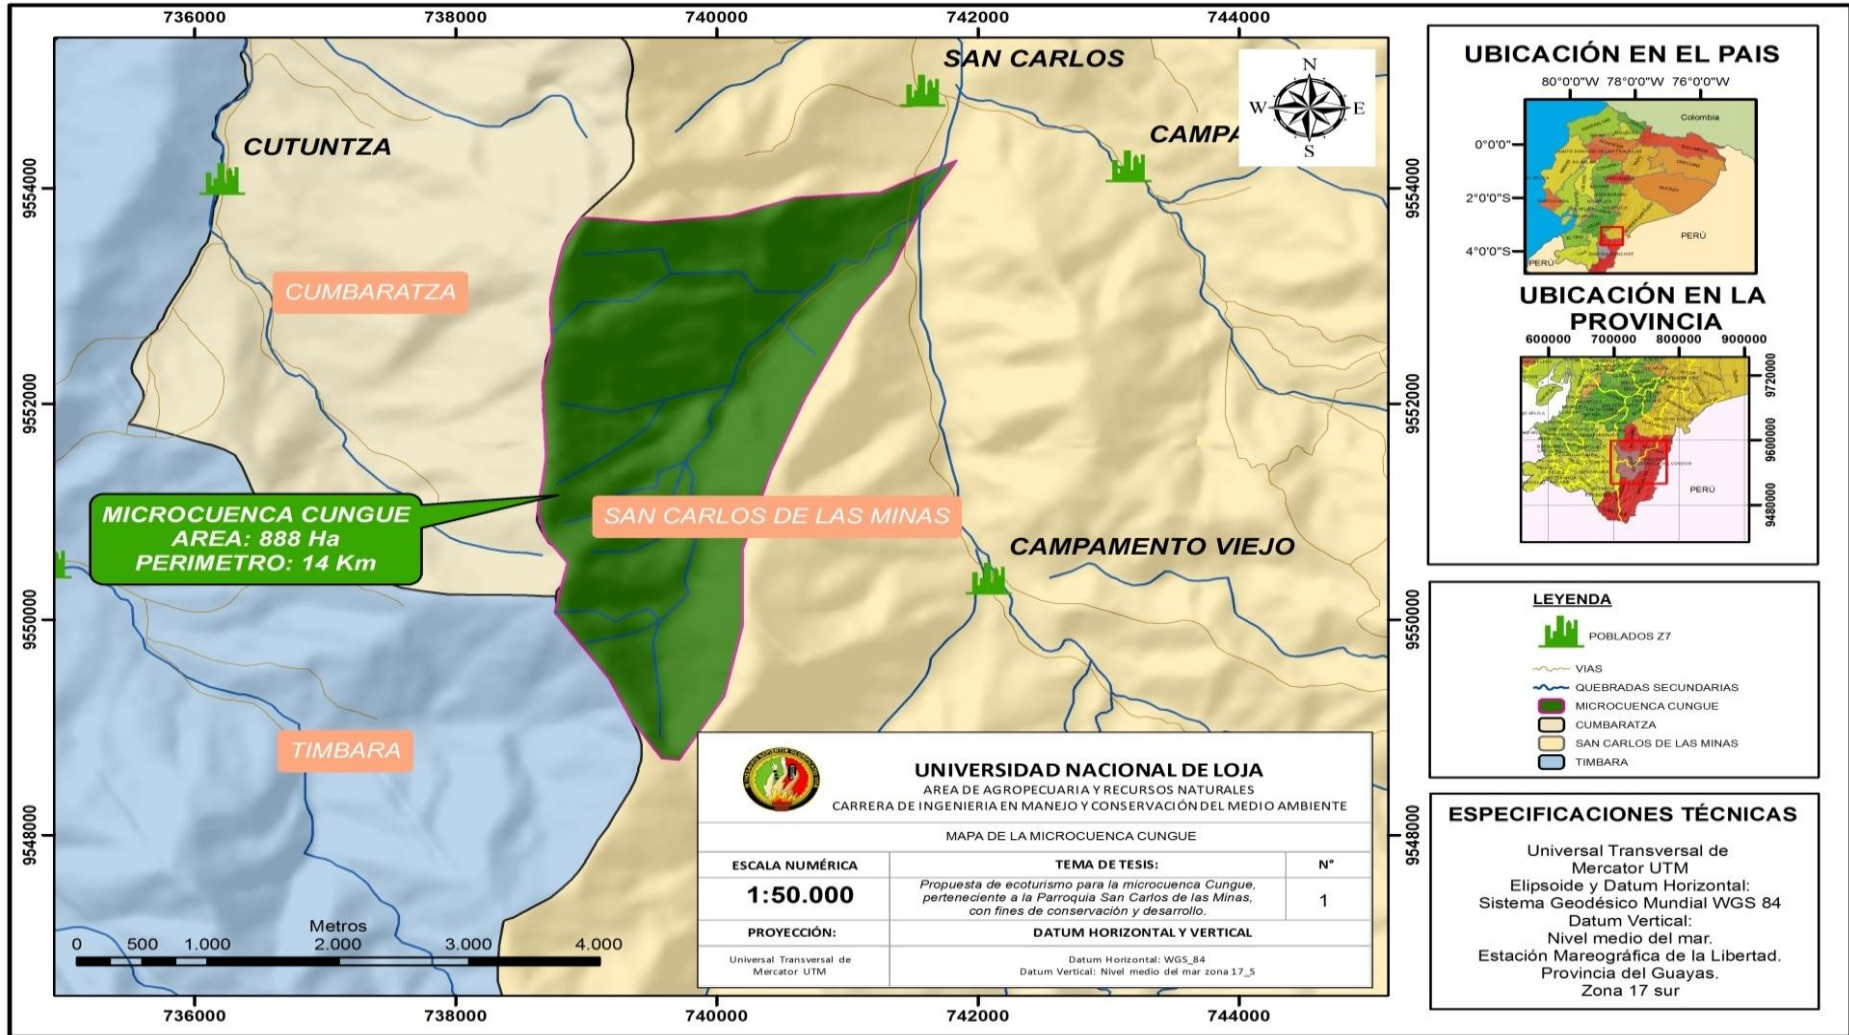 736000
738000
740000
742000
744000
9554000
9552000
9550000
9548000
SAN CARLOS
CUTUNTZA
CAMPA
N
W
E
S
CUMBARATZA
MICROCUENCA CUNGUE
AREA: 888 Ha
PERIMETRO: 14 Km
SAN CARLOS DE LAS MINAS
CAMPAMENTO VIEJO
TIMBARA
Metros
0 500 1.000 2.000 3.000 4.000
UNIVERSIDAD NACIONAL DE LOJA
AREA DE AGROPECUARIA Y RECURSOS NATURALES
CARRERA DE INGENIERIA EN MANEJO Y CONSERVACIÓN DEL MEDIO AMBIENTE
MAPA DE LA MICROCUENCA CUNGUE
ESCALA NUMÉRICA
1:50.000
TEMA DE TESIS:
Propuesta de ecoturismo para la microcuenca Cungue,
perteneciente a la Parroquia San Carlos de las Minas,
con fines de conservación y desarrollo.
N°
1
PROYECCIÓN:
Universal Transversal de
Mercator UTM
DATUM HORIZONTAL Y VERTICAL
Datum Horizontal: WGS_84
Datum Vertical: Nivel medio del mar zona 17_S
736000
738000
740000
742000
744000
9554000
9552000
9550000
9548000
UBICACIÓN EN EL PAIS
80°0'0"W 78°0'0"W 76°0'0"W
0°0'0"
2°0'0"S
4°0'0"S
Colombia
PERÚ
PERÚ
UBICACIÓN EN LA
PROVINCIA
600000 700000 800000 900000
9720000
9600000
9480000
PERÚ
LEYENDA
POBLADOS Z7
VIAS
QUEBRADAS SECUNDARIAS
MICROCUENCA CUNGUE
CUMBARATZA
SAN CARLOS DE LAS MINAS
TIMBARA
ESPECIFICACIONES TÉCNICAS
Universal Transversal de
Mercator UTM
Elipsoide y Datum Horizontal:
Sistema Geodésico Mundial WGS 84
Datum Vertical:
Nivel medio del mar.
Estación Mareográfica de la Libertad.
Provincia del Guayas.
Zona 17 sur